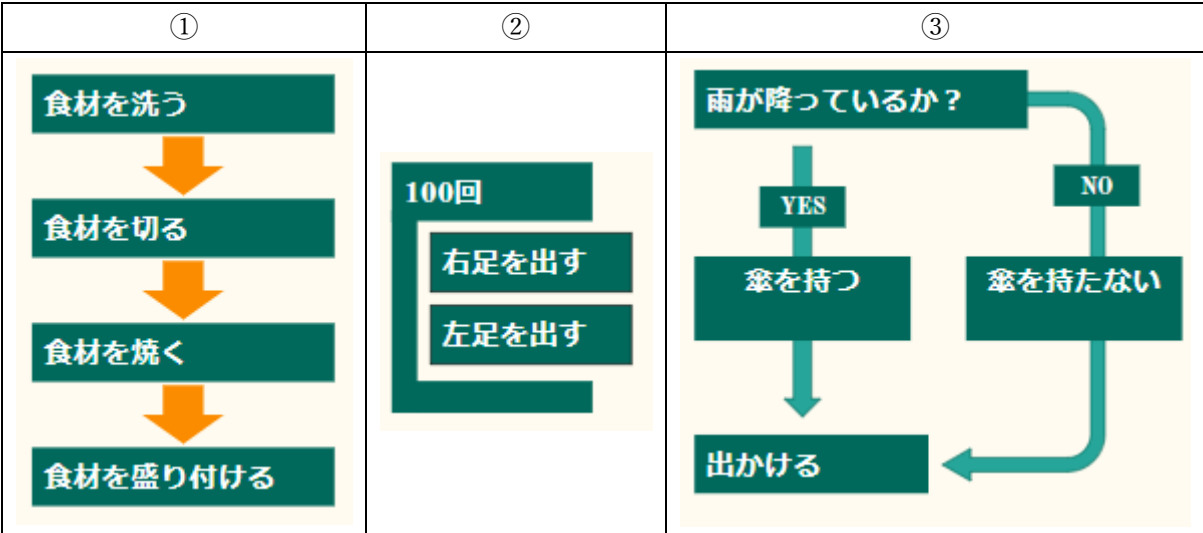 ①
②
③
食材を洗う
食材を切る
食材を焼く
食材を盛り付ける
100回
右足を出す
左足を出す
雨が降っているか？
YES
NO
傘を持つ
傘を持たない
出かける